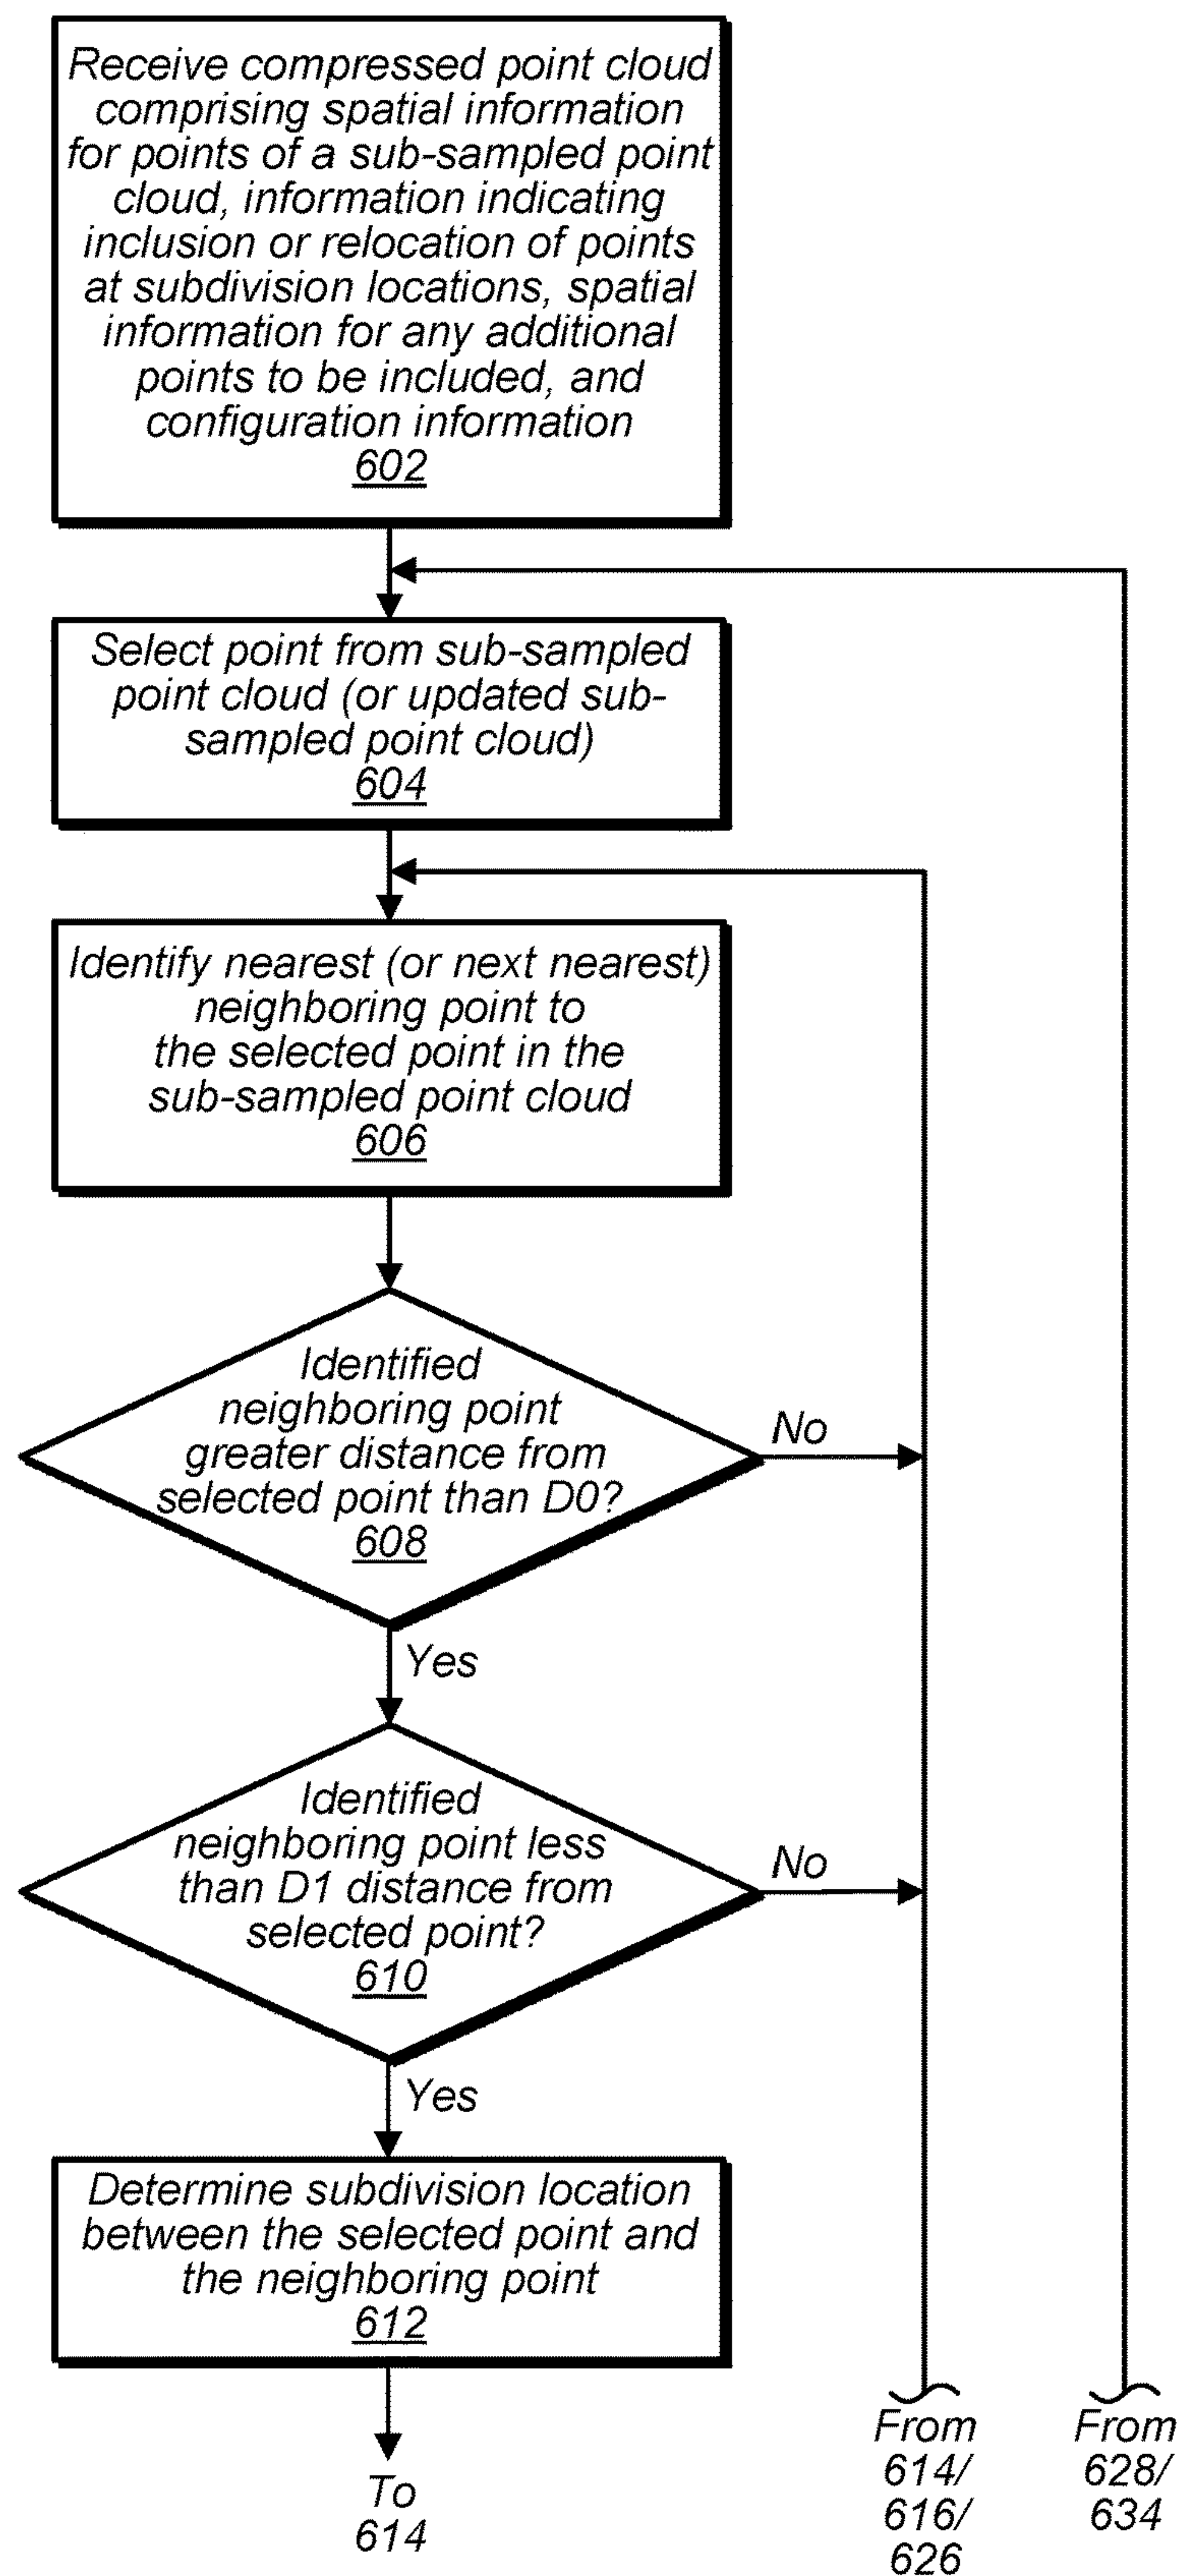 Receive compressed point cloud
comprising spatial information
for points of a sub-sampled point
cloud, information indicating
inclusion or relocation of points
at subdivision locations, spatial
information for any additional
points to be included, and
configuration information
602
Select point from sub-sampled
point cloud (or updated sub-
sampled point cloud)
604
Identify nearest (or next nearest)
neighboring point to
the selected point in the
sub-sampled point cloud
606
Identified
neighboring point
greater distance from
selected point than D0?
608
No
Yes
Identified
neighboring point less
than D1 distance from
selected point?
610
No
Yes
Determine subdivision location
between the selected point and
the neighboring point
612
To
614
From
614/
616/
626
From
628/
634